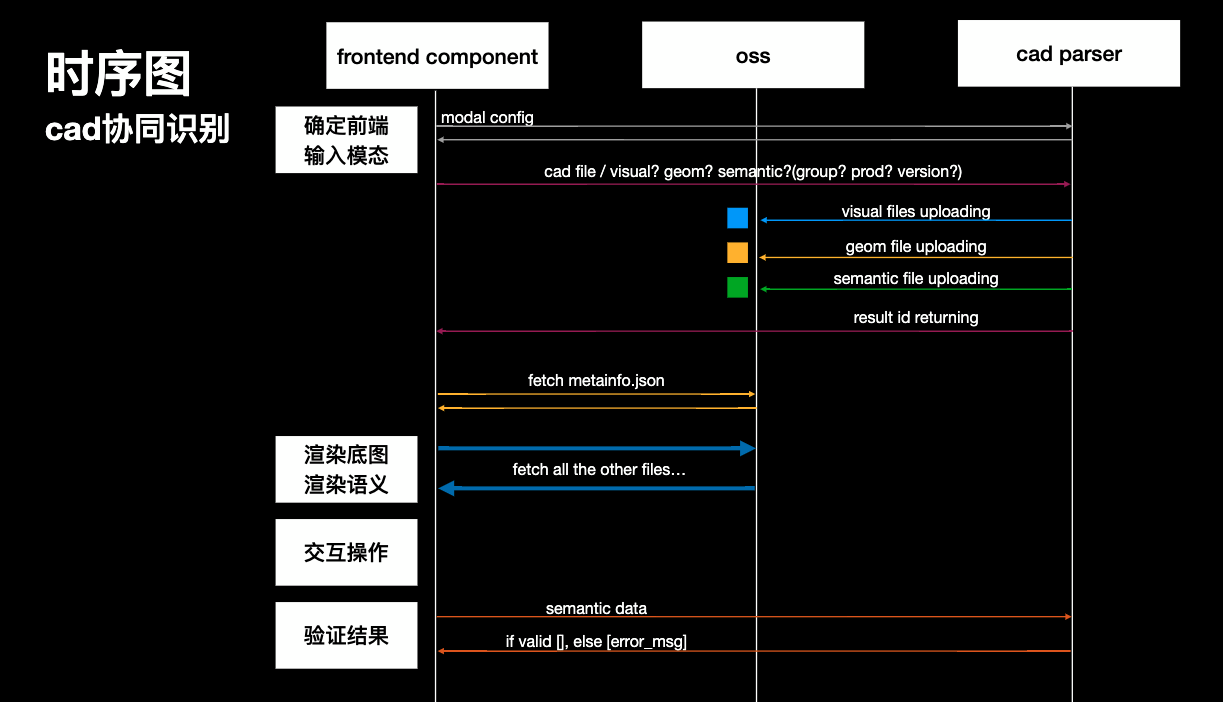 时序图
cad协同识别
frontend component
oss
cad parser
确定前端
输入模态
modal config
cad file / visual? geom? semantic?(group? prod? version?)
visual files uploading
geom file uploading
semantic file uploading
result id returning
fetch metainfo.json
渲染底图
渲染语义
fetch all the other files…
交互操作
验证结果
semantic data
if valid [], else [error_msg]